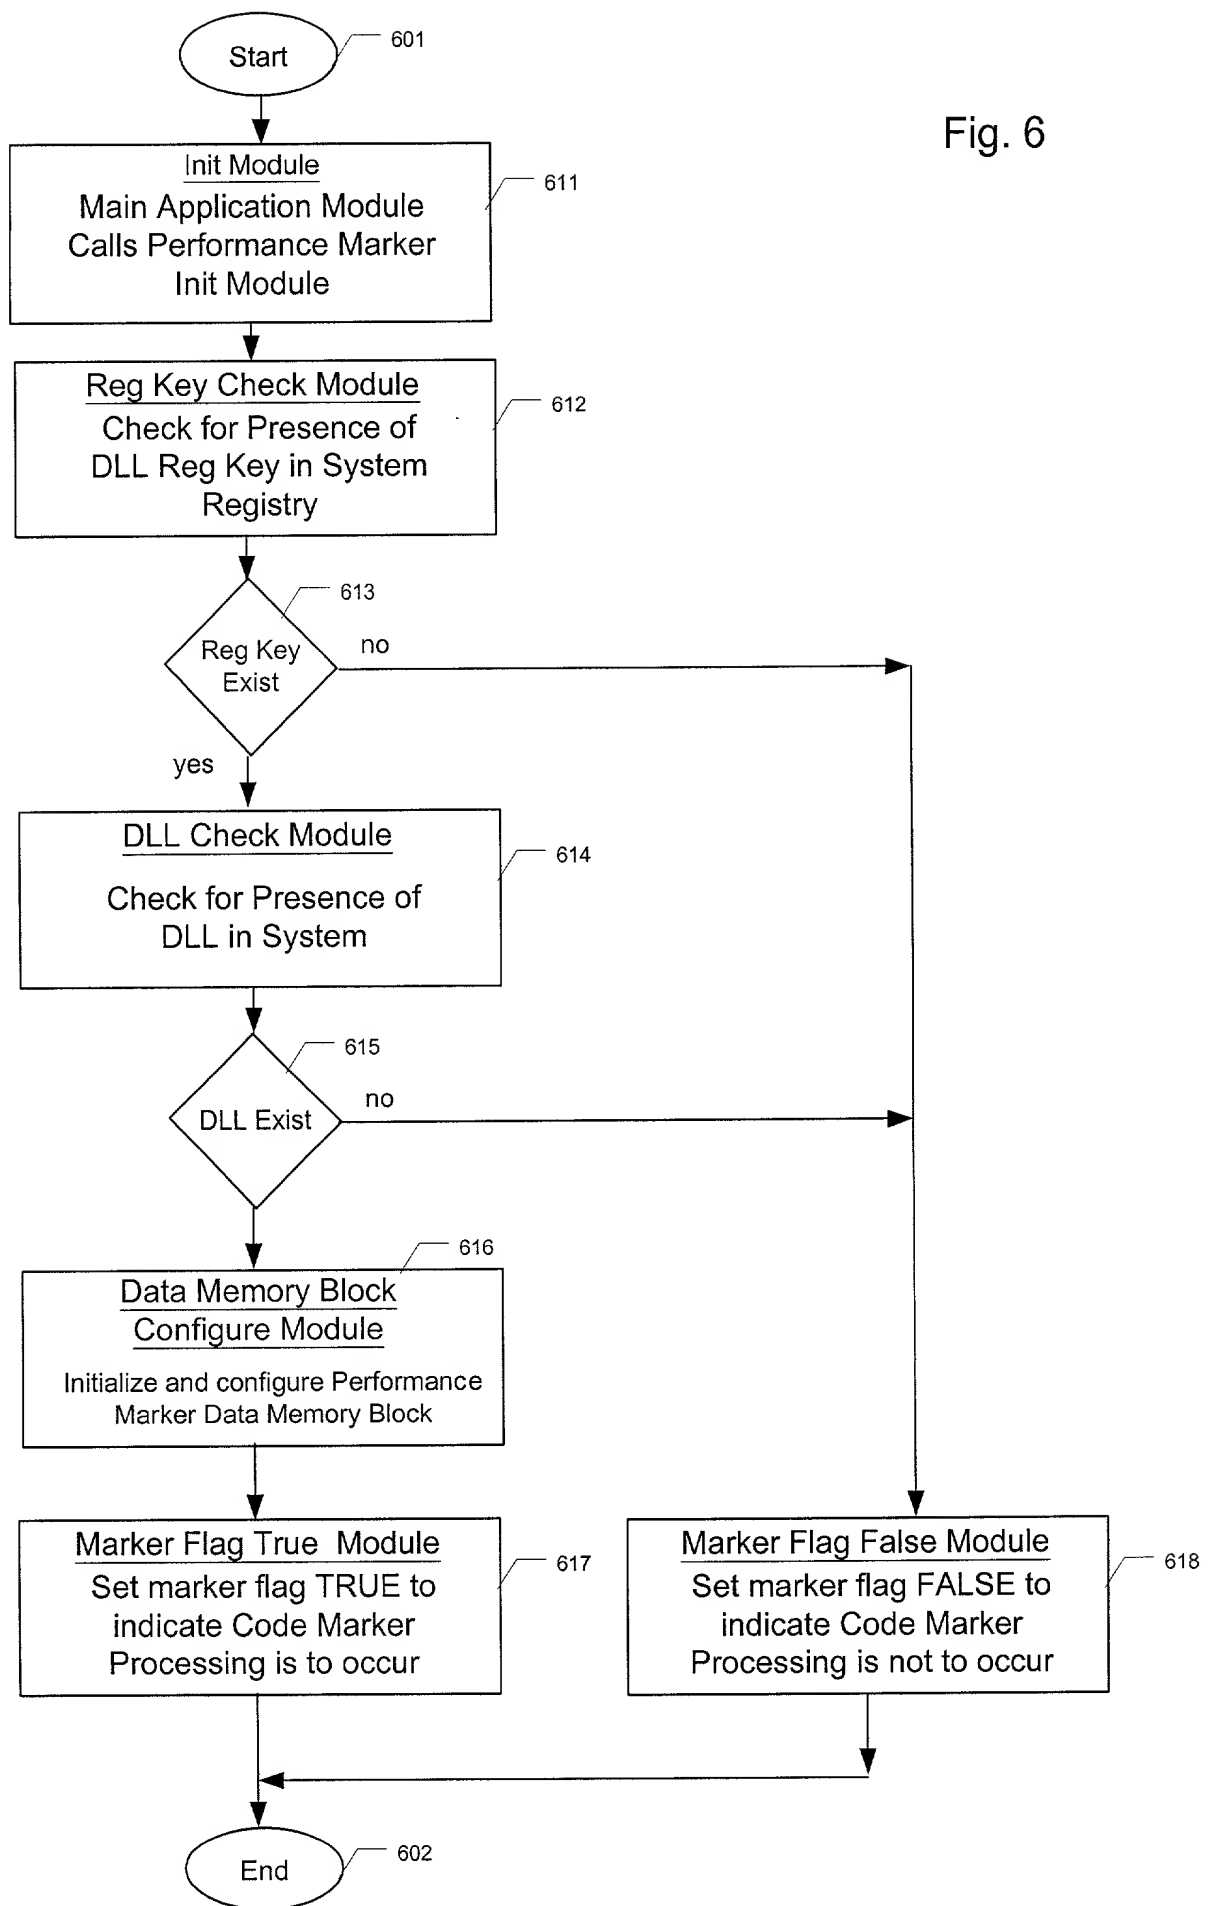 Start
601
Fig. 6
Init Module
Main Application Module
Calls Performance Marker
Init Module
611
Reg Key Check Module
Check for Presence of
DLL Reg Key in System
Registry
612
613
Reg Key
Exist
no
yes
DLL Check Module
Check for Presence of
DLL in System
614
615
DLL Exist
no
616
Data Memory Block
Configure Module
Initialize and configure Performance
Marker Data Memory Block
Marker Flag True Module
Set marker flag TRUE to
indicate Code Marker
Processing is to occur
617
Marker Flag False Module
Set marker flag FALSE to
indicate Code Marker
Processing is not to occur
618
End
602